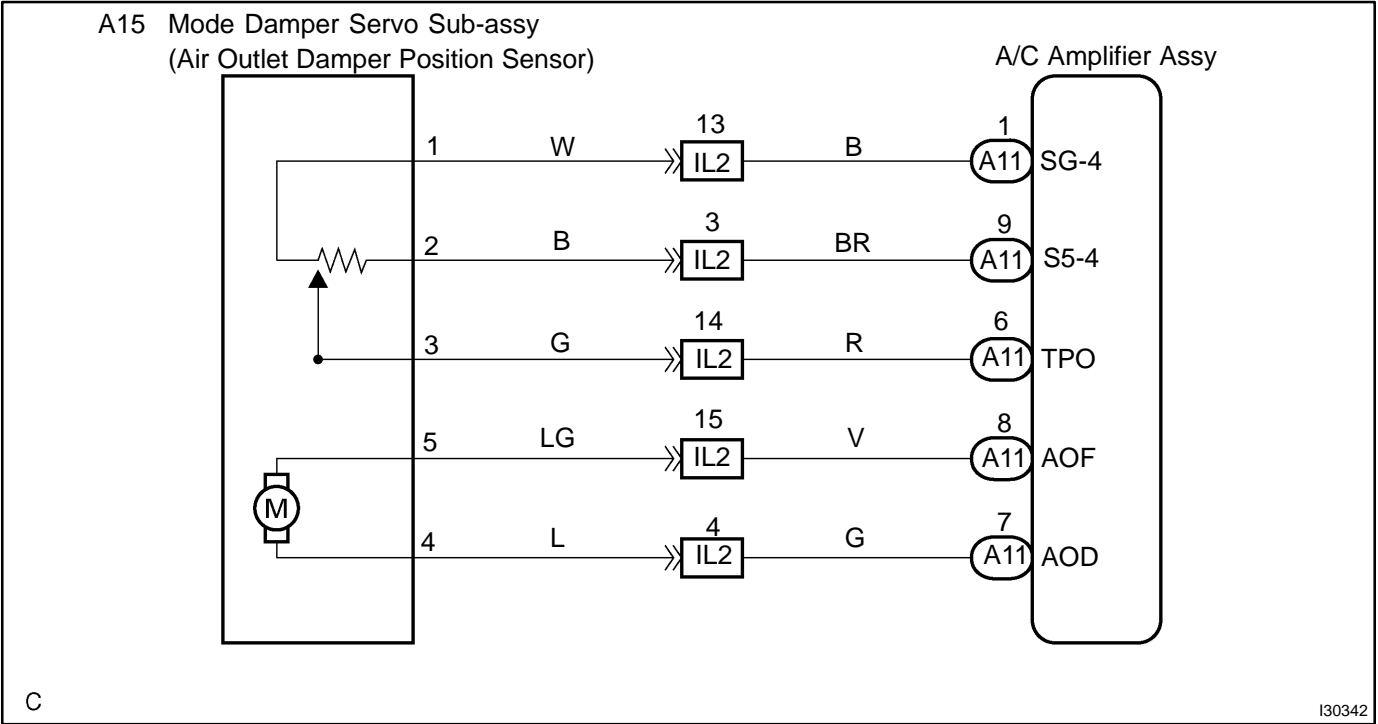 A15 Mode Damper Servo Sub-assy
(Air Outlet Damper Position Sensor)
A/C Amplifier Assy
13
1
1 W IL2 B A11 SG-4
3
9
2 B IL2 BR A11 S5-4
14
6
3 G IL2 R A11 TPO
15
8
5 LG IL2 V A11 AOF
M
4
7
4 L IL2 G A11 AOD
C
I30342